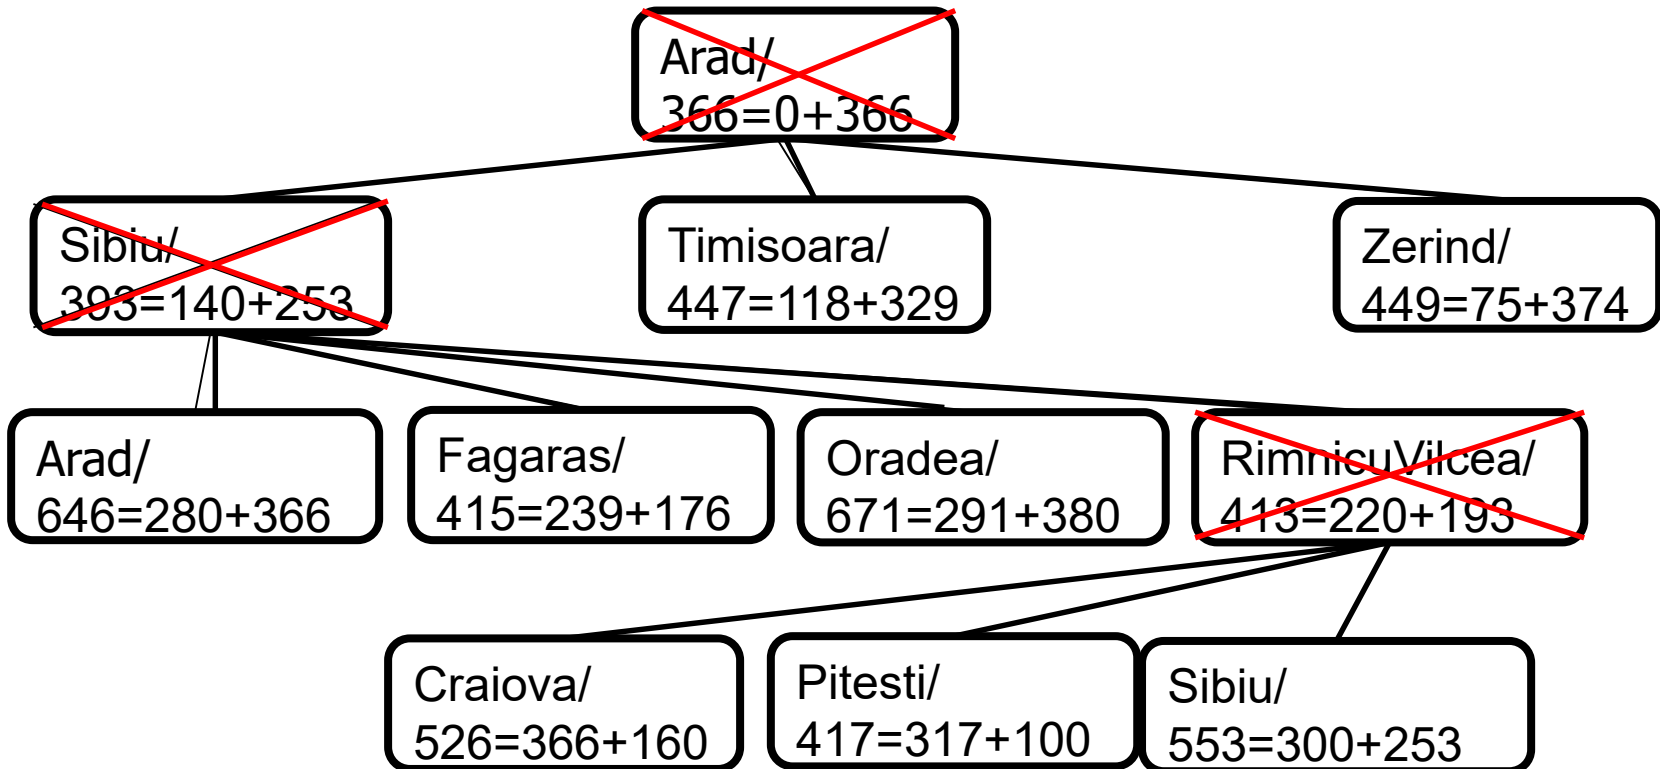 Arad/
366=0+366
Sibiu/
393=140+253
Timisoara/
447=118+329
Zerind/
449=75+374
Arad/
646=280+366
Fagaras/
415=239+176
Oradea/
671=291+380
RimnicuVilcea/
413=220+193
Craiova/
526=366+160
Pitesti/
417=317+100
Sibiu/
553=300+253